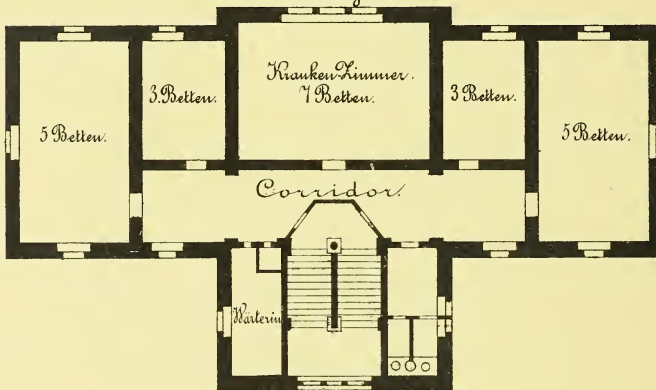 Kranken-Zimmer.
7 Betten.
3. Betten.
3 Betten.
5 Betten.
5 Betten.
Corridor.
Wärterin